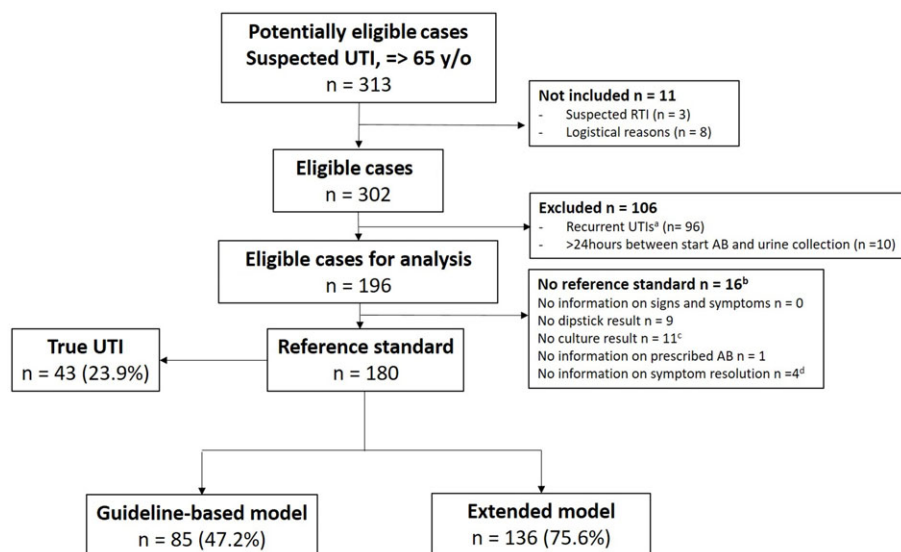 Potentially eligible cases
Suspected UTI, => 65 y/o
n = 313
Not included n = 11
- Suspected RTI (n = 3)
- Logistical reasons (n = 8)
Eligible cases
n = 302
Excluded n = 106
- Recurrent UTIsᵃ (n= 96)
- >24hours between start AB and urine collection (n =10)
Eligible cases for analysis
n = 196
No reference standard n = 16ᵇ
No information on signs and symptoms n = 0
No dipstick result n = 9
No culture result n = 11ᶜ
No information on prescribed AB n = 1
No information on symptom resolution n =4ᵈ
True UTI
n = 43 (23.9%)
Reference standard
n = 180
Guideline-based model
n = 85 (47.2%)
Extended model
n = 136 (75.6%)